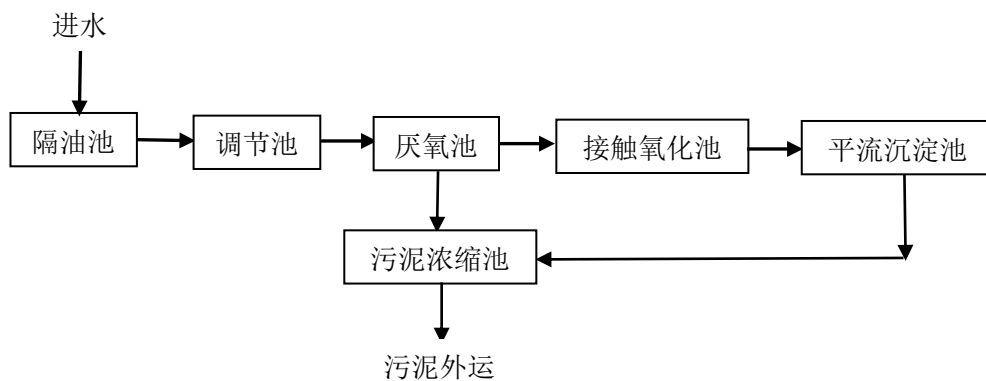 进水
隔油池
调节池
厌氧池
接触氧化池
平流沉淀池
污泥浓缩池
污泥外运